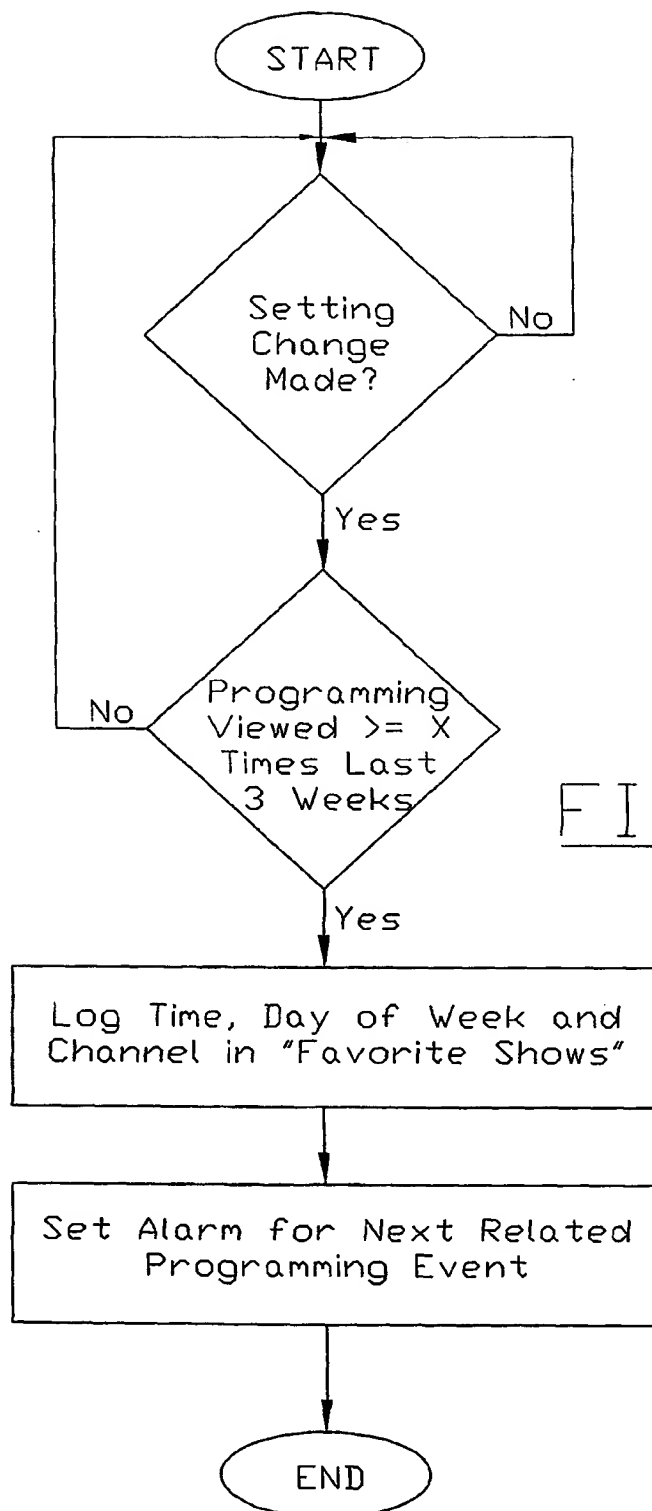 START
Setting
Change
Made?
No
Yes
Programming
Viewed >= X
Times Last
3 Weeks
No
FI
Yes
Log Time, Day of Week and
Channel in "Favorite Shows"
Set Alarm for Next Related
Programming Event
END